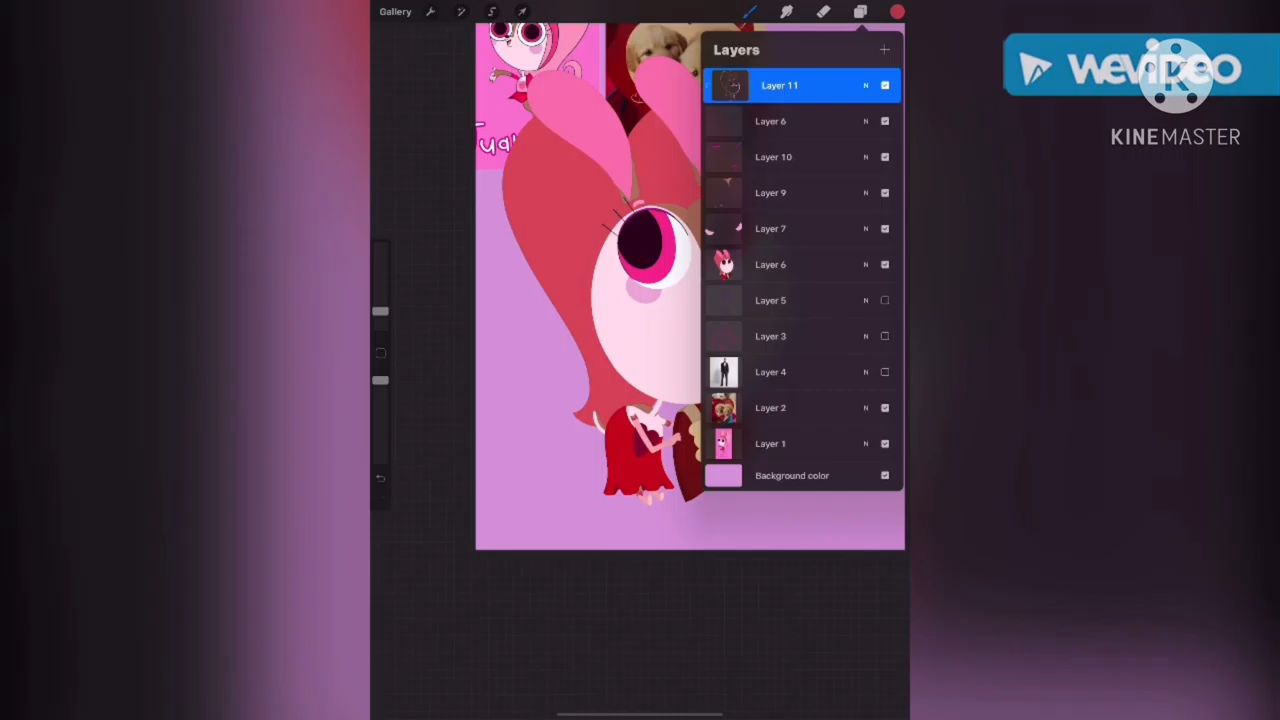 Gallery
Layers
Layer 11 N
Layer 6 N
Layer 10 N
Layer 9 N
Layer 7 N
Layer 6 N
Layer 5 N
Layer 3 N
Layer 4 N
Layer 2 N
Layer 1 N
Background color
K
KINEMASTER